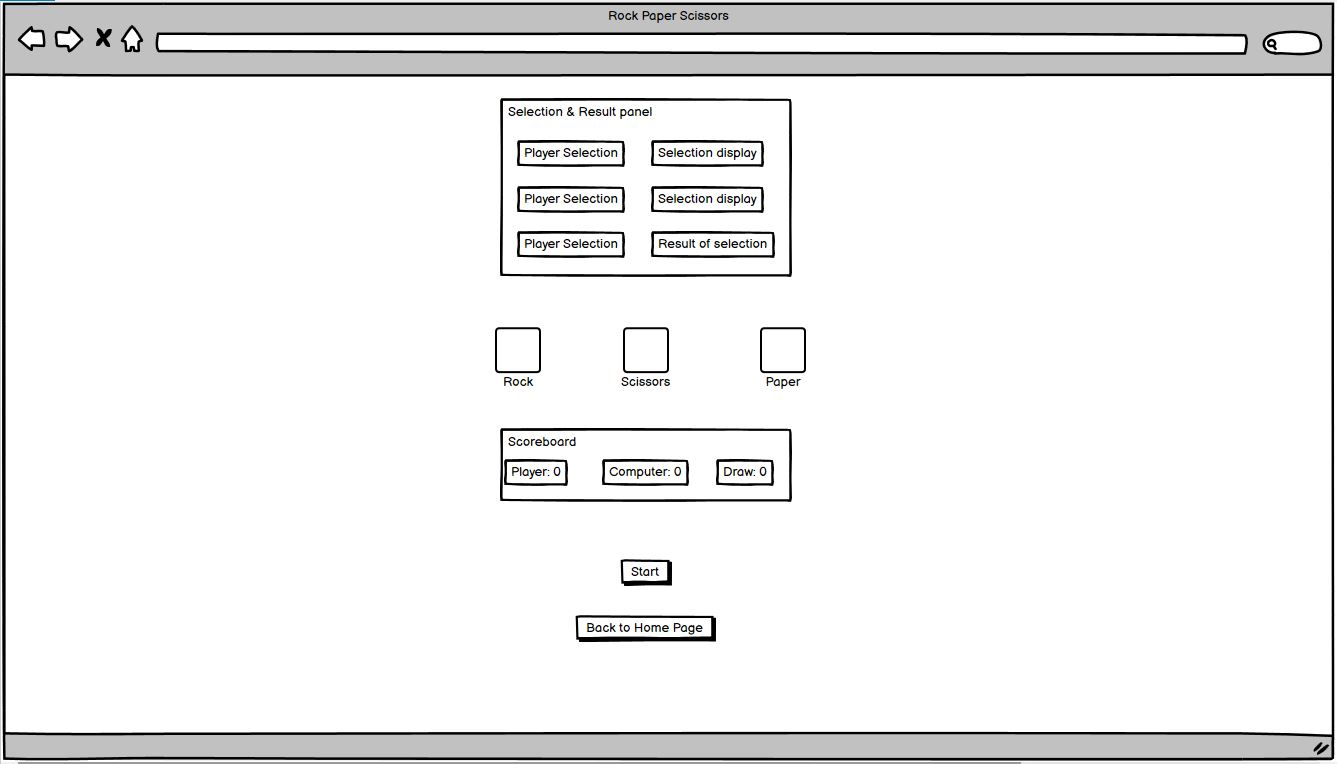 Rock Paper Scissors
Selection & Result panel
Player Selection Selection display
Player Selection Selection display
Player Selection Result of selection
Rock Scissors Paper
Scoreboard
Player: 0 Computer: 0 Draw: 0
Start
Back to Home Page